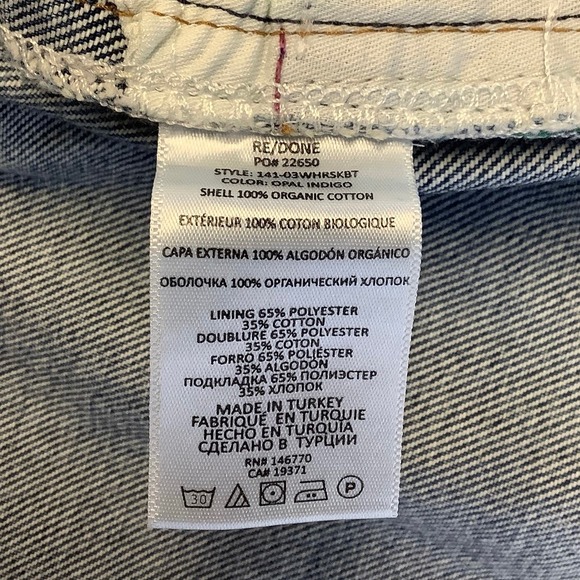 RE/DONE
PO# 22650
STYLE: 141-03WHRSKBT
COLOR: OPAL INDIGO
SHELL 100% ORGANIC COTTON
EXTÉRIEUR 100% COTON BIOLOGIQUE
CAPA EXTERNA 100% ALGODÓN ORGÁNICO
ОБОЛОЧКА 100% ОРГАНИЧЕСКИЙ ХЛОПОК
LINING 65% POLYESTER
35% COTTON
DOUBLURE 65% POLYESTER
35% COTON
FORRO 65% POLIÉSTER
35% ALGODÓN
ПОДКЛАДКА 65% ПОЛИЭСТЕР
35% ХЛОПОК
MADE IN TURKEY
FABRIQUÉ EN TURQUIE
HECHO EN TURQUÍA
СДЕЛАНО В ТУРЦИИ
RN# 146770
CA# 19371
30 P